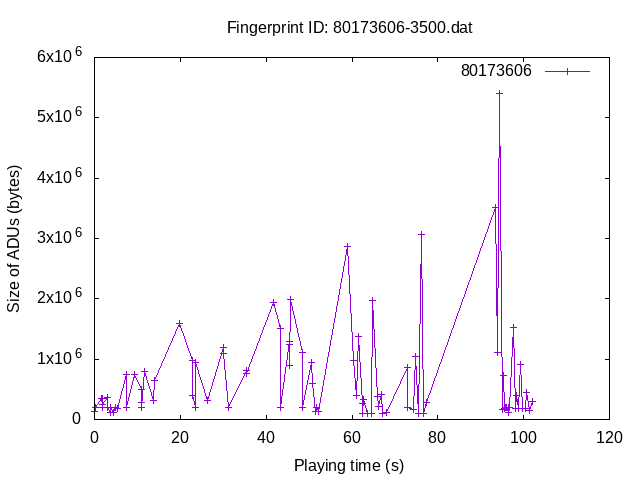 Fingerprint ID: 80173606-3500.dat
80173606
6x10^6
5x10^6
4x10^6
3x10^6
2x10^6
1x10^6
0
0 20 40 60 80 100 120
Size of ADUs (bytes)
Playing time (s)